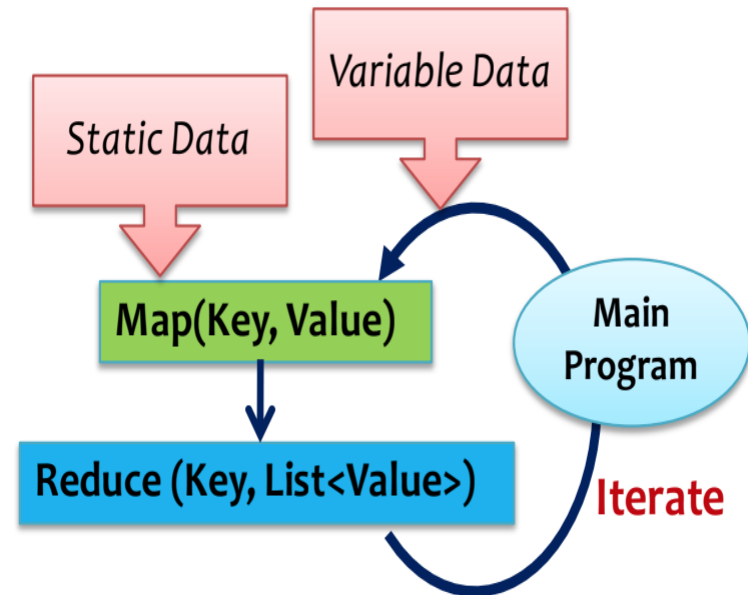 Variable Data
Static Data
Map(Key, Value)
Main
Program
Reduce (Key, List<Value>)
Iterate